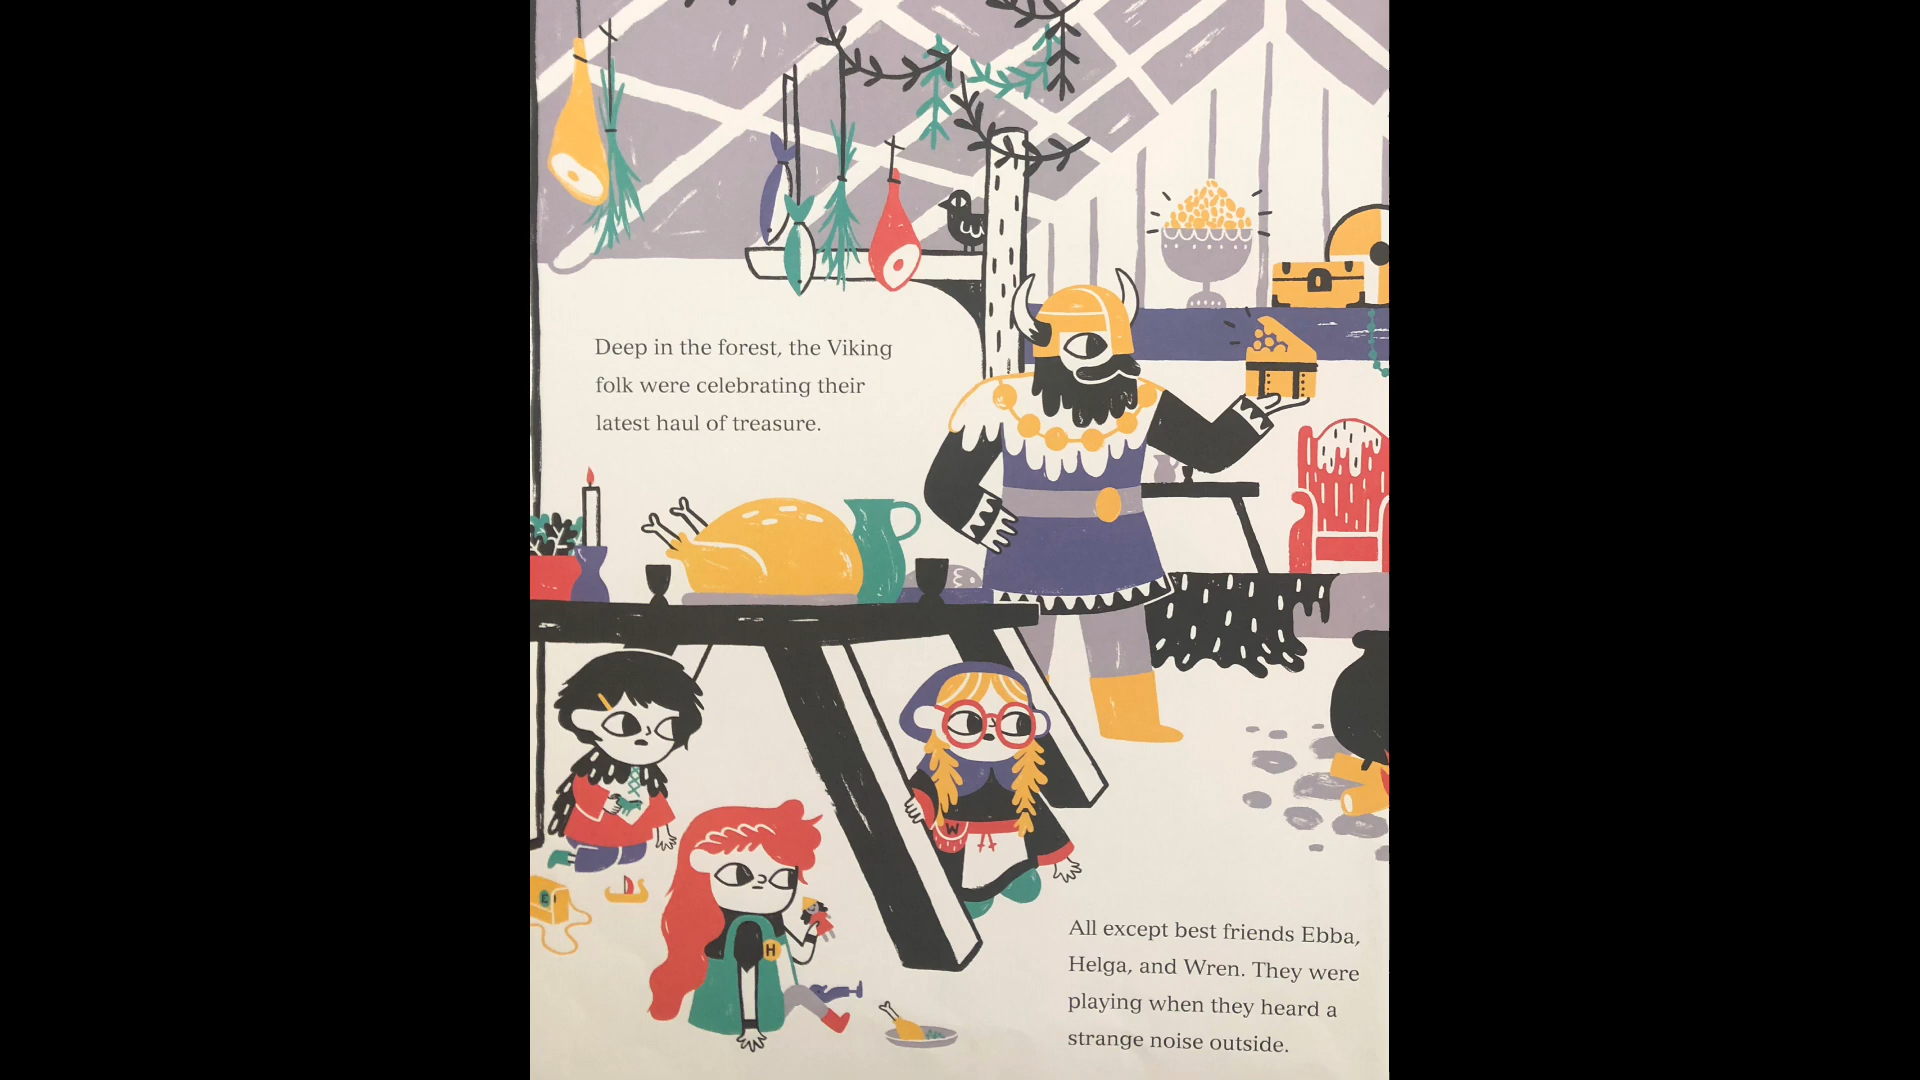 Deep in the forest, the Viking
folk were celebrating their
latest haul of treasure.
W
E
H
All except best friends Ebba,
Helga, and Wren. They were
playing when they heard a
strange noise outside.